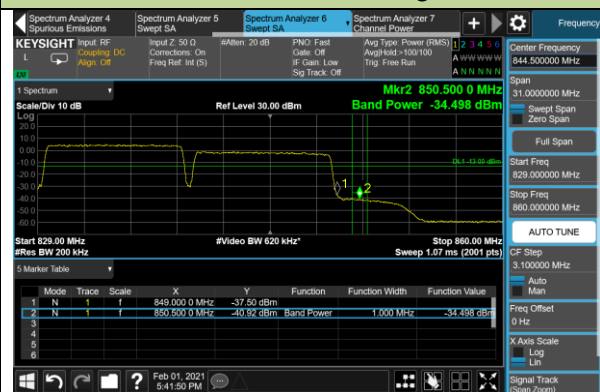 Spectrum Analyzer 4
Spurious Emissions
Spectrum Analyzer 5
Swept SA
Spectrum Analyzer 6
Swept SA
Spectrum Analyzer 7
Channel Power
+
Frequency
KEYSIGHT
L
Input: RF
Coupling: DC
Align: Off
Input Z: 50 Ω
Corrections: On
Freq Ref: Int (S)
#Atten: 20 dB
PNO: Fast
Gate: Off
IF Gain: Low
Sig Track: Off
Avg Type: Power (RMS)
Avg|Hold:>100/100
Trig: Free Run
1 2 3 4 5 6
A W W W W W
A N N N N N
Center Frequency
844.500000 MHz
Span
31.0000000 MHz
Swept Span
Zero Span
Full Span
Start Freq
829.000000 MHz
Stop Freq
860.000000 MHz
AUTO TUNE
CF Step
3.100000 MHz
Auto
Man
Freq Offset
0 Hz
X Axis Scale
Log
Lin
Signal Track
(Span Zoom)
1 Spectrum
Scale/Div 10 dB
Ref Level 30.00 dBm
Mkr2 850.500 0 MHz
Band Power -34.498 dBm
Log
20.0
10.0
0.00
-10.0
-20.0
-30.0
-40.0
-50.0
-60.0
DL1 -13.00 dBm
1
2
Start 829.00 MHz
#Res BW 200 kHz
#Video BW 620 kHz*
Stop 860.00 MHz
Sweep 1.07 ms (2001 pts)
5 Marker Table
Mode Trace Scale X Y Function Function Width Function Value
1 N 1 f 849.000 0 MHz -37.50 dBm
2 N 1 f 850.500 0 MHz -40.92 dBm Band Power 1.000 MHz -34.498 dBm
3
4
5
6
?
Feb 01, 2021
5:41:50 PM